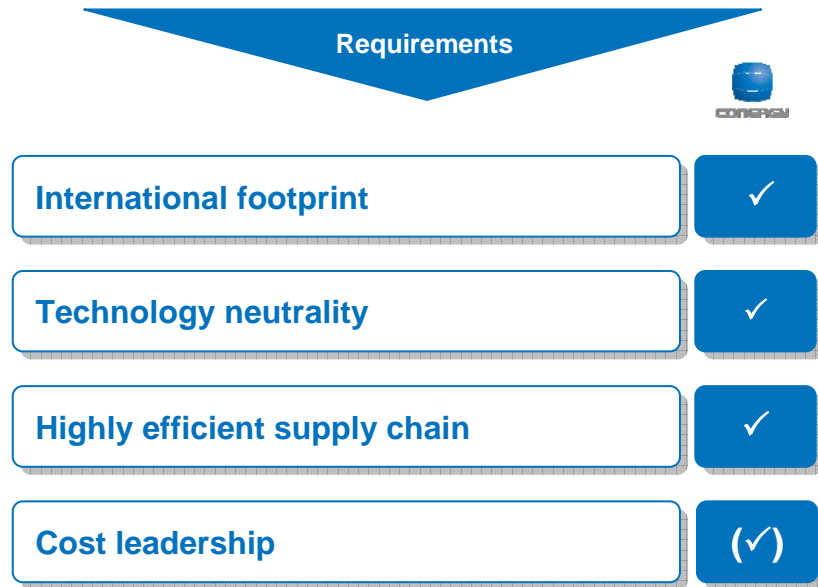 Requirements
CONERGY
International footprint ✓
Technology neutrality ✓
Highly efficient supply chain ✓
Cost leadership (✓)